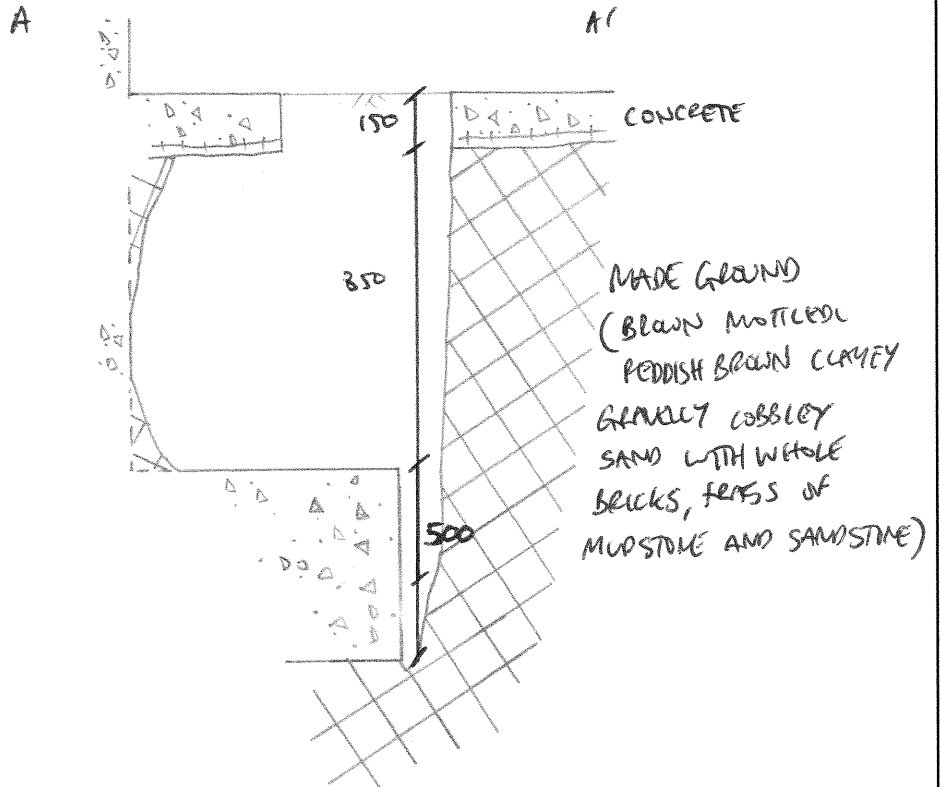 A
A'
150
CONCRETE
850
MADE GROUND
(BROWN MOTTLED
REDDISH BROWN CLAYEY
GRAVELLY COBBLEY
SAND WITH WHOLE
BRICKS, FRAGS OF
MUDSTONE AND SANDSTONE)
500